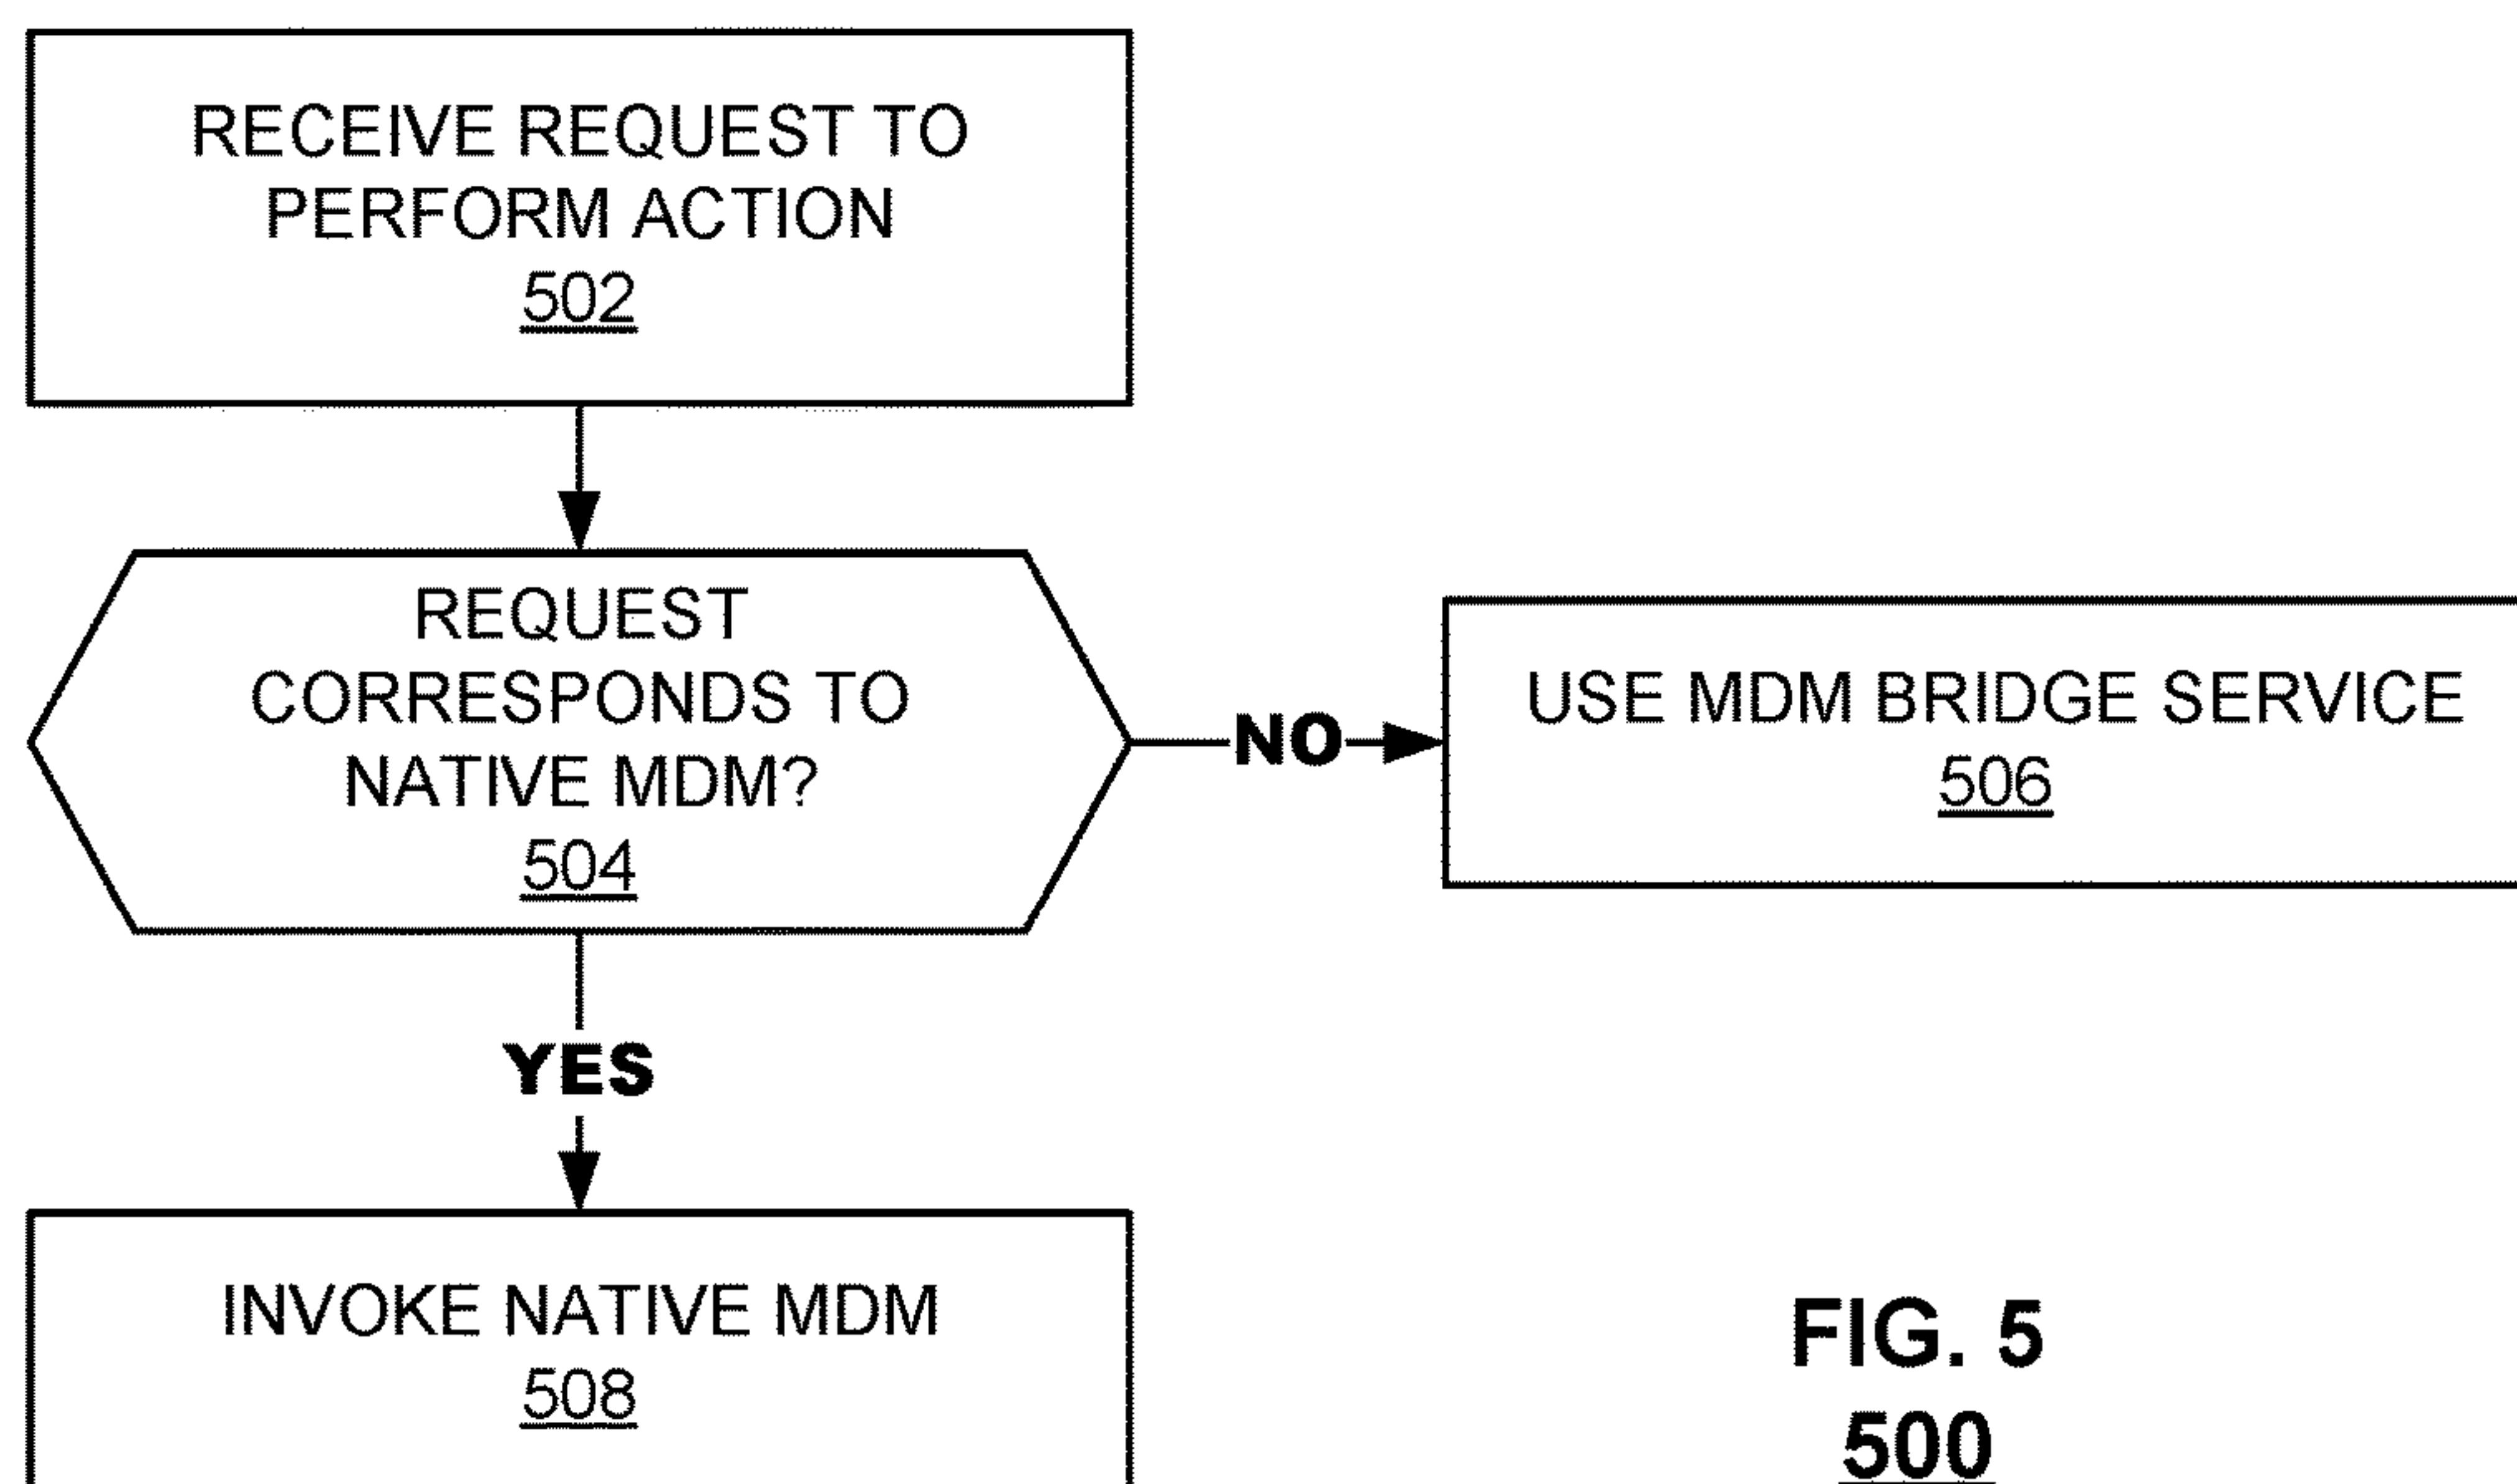 RECEIVE REQUEST TO
PERFORM ACTION
502
REQUEST
CORRESPONDS TO
NATIVE MDM?
504
NO
USE MDM BRIDGE SERVICE
506
YES
INVOKE NATIVE MDM
508
FIG. 5
500